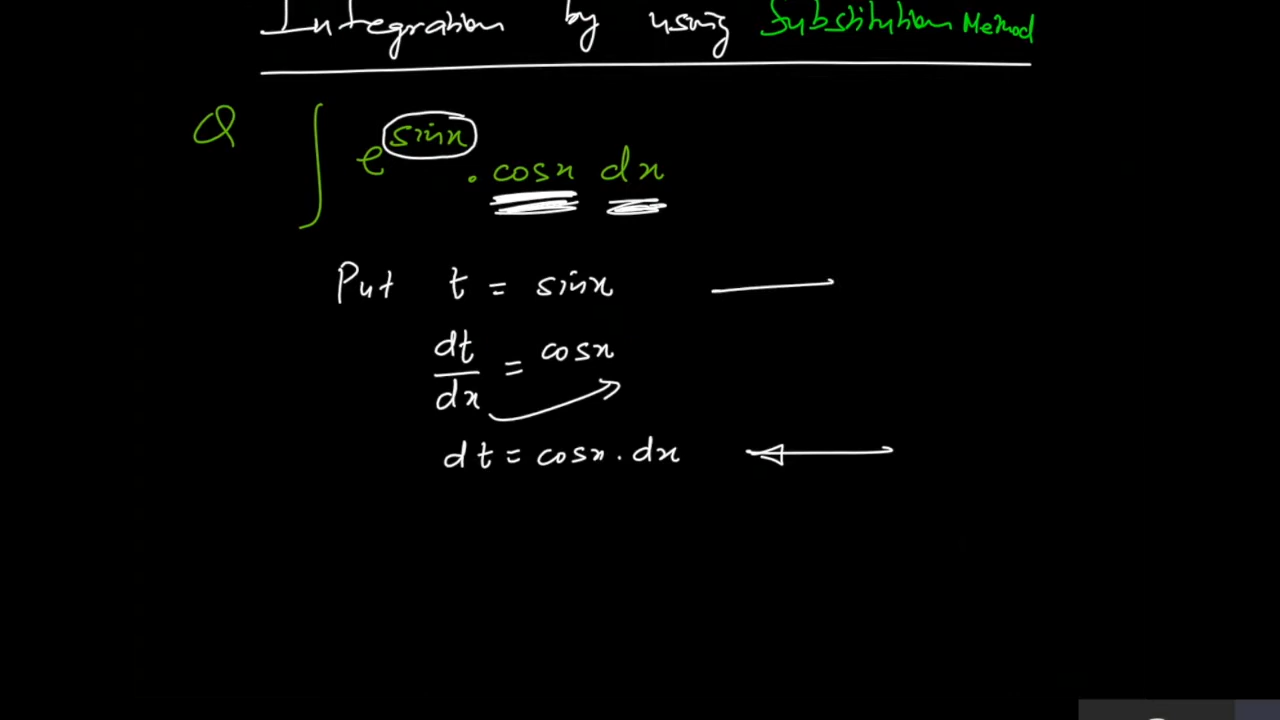 Integration by using Substitution Method
Q ∫ e^sinx . cosx dx
Put t = sinx
dt/dx = cosx
dt = cosx . dx